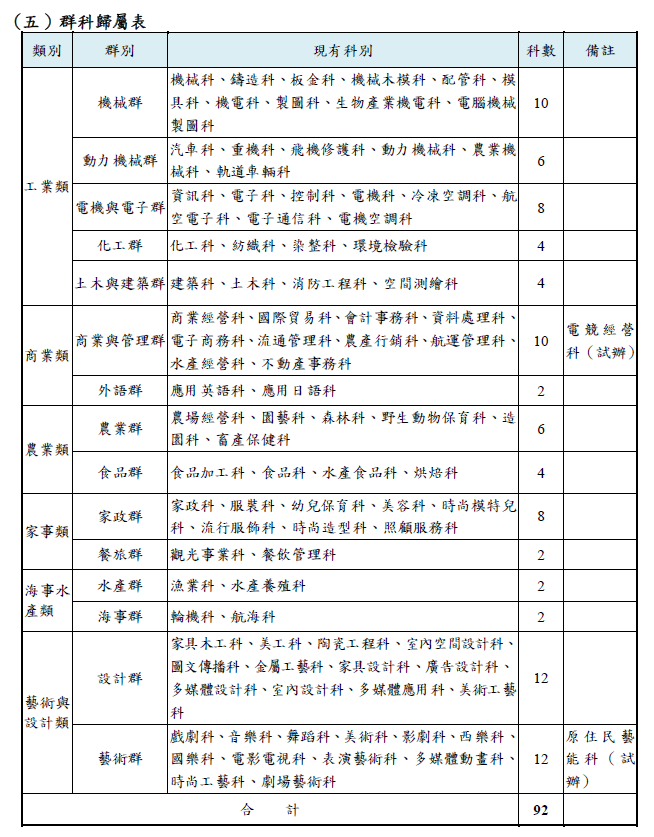 （五）群科歸屬表
類別 群別 現有科別 科數 備註
工業類
機械群
機械科、鑄造科、板金科、機械木模科、配管科、模
具科、機電科、製圖科、生物產業機電科、電腦機械
製圖科
10
動力機械群
汽車科、重機科、飛機修護科、動力機械科、農業機
械科、軌道車輛科
6
電機與電子群
資訊科、電子科、控制科、電機科、冷凍空調科、航
空電子科、電子通信科、電機空調科
8
化工群 化工科、紡織科、染整科、環境檢驗科 4
土木與建築群 建築科、土木科、消防工程科、空間測繪科 4
商業類
商業與管理群
商業經營科、國際貿易科、會計事務科、資料處理科、
電子商務科、流通管理科、農產行銷科、航運管理科、
水產經營科、不動產事務科
10
電競經營
科（試辦）
外語群 應用英語科、應用日語科 2
農業類
農業群
農場經營科、園藝科、森林科、野生動物保育科、造
園科、畜產保健科
6
食品群 食品加工科、食品科、水產食品科、烘焙科 4
家事類
家政群
家政科、服裝科、幼兒保育科、美容科、時尚模特兒
科、流行服飾科、時尚造型科、照顧服務科
8
餐旅群 觀光事業科、餐飲管理科 2
海事水
產類
水產群 漁業科、水產養殖科 2
海事群 輪機科、航海科 2
藝術與
設計類
設計群
家具木工科、美工科、陶瓷工程科、室內空間設計科、
圖文傳播科、金屬工藝科、家具設計科、廣告設計科、
多媒體設計科、室內設計科、多媒體應用科、美術工藝
科
12
藝術群
戲劇科、音樂科、舞蹈科、美術科、影劇科、西樂科、
國樂科、電影電視科、表演藝術科、多媒體動畫科、
時尚工藝科、劇場藝術科
12
原住民藝
能科（試
辦）
合 計 92